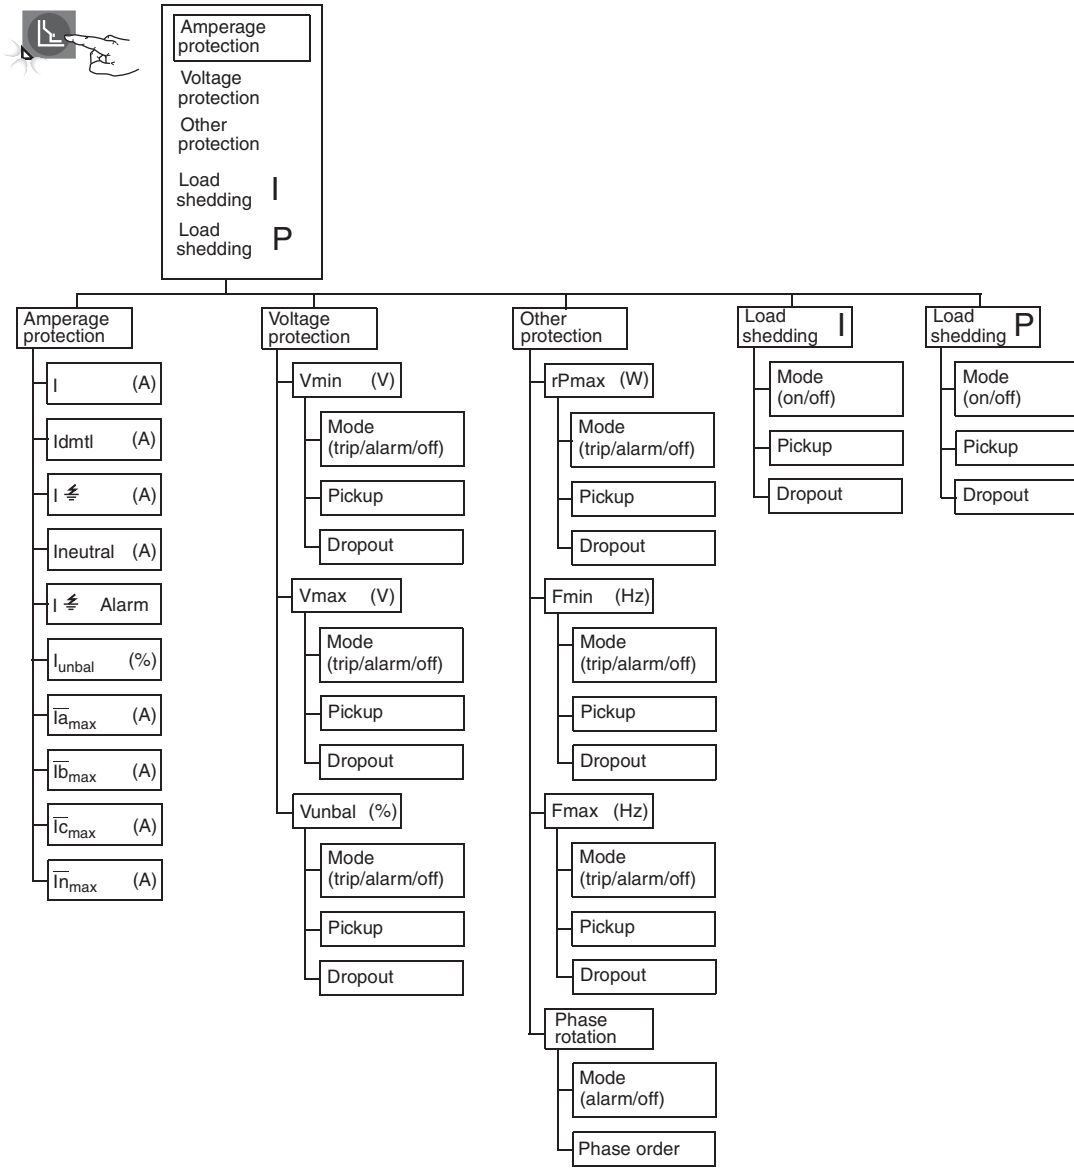 Amperage
protection
Voltage
protection
Other
protection
Load
shedding I
Load
shedding P
Amperage
protection
I (A)
Idmtl (A)
I ⏚ (A)
Ineutral (A)
I ⏚ Alarm
Iunbal (%)
I̅a̅max (A)
I̅b̅max (A)
I̅c̅max (A)
I̅n̅max (A)
Voltage
protection
Vmin (V)
Mode
(trip/alarm/off)
Pickup
Dropout
Vmax (V)
Mode
(trip/alarm/off)
Pickup
Dropout
Vunbal (%)
Mode
(trip/alarm/off)
Pickup
Dropout
Other
protection
rPmax (W)
Mode
(trip/alarm/off)
Pickup
Dropout
Fmin (Hz)
Mode
(trip/alarm/off)
Pickup
Dropout
Fmax (Hz)
Mode
(trip/alarm/off)
Pickup
Dropout
Phase
rotation
Mode
(alarm/off)
Phase order
Load
shedding I
Mode
(on/off)
Pickup
Dropout
Load
shedding P
Mode
(on/off)
Pickup
Dropout